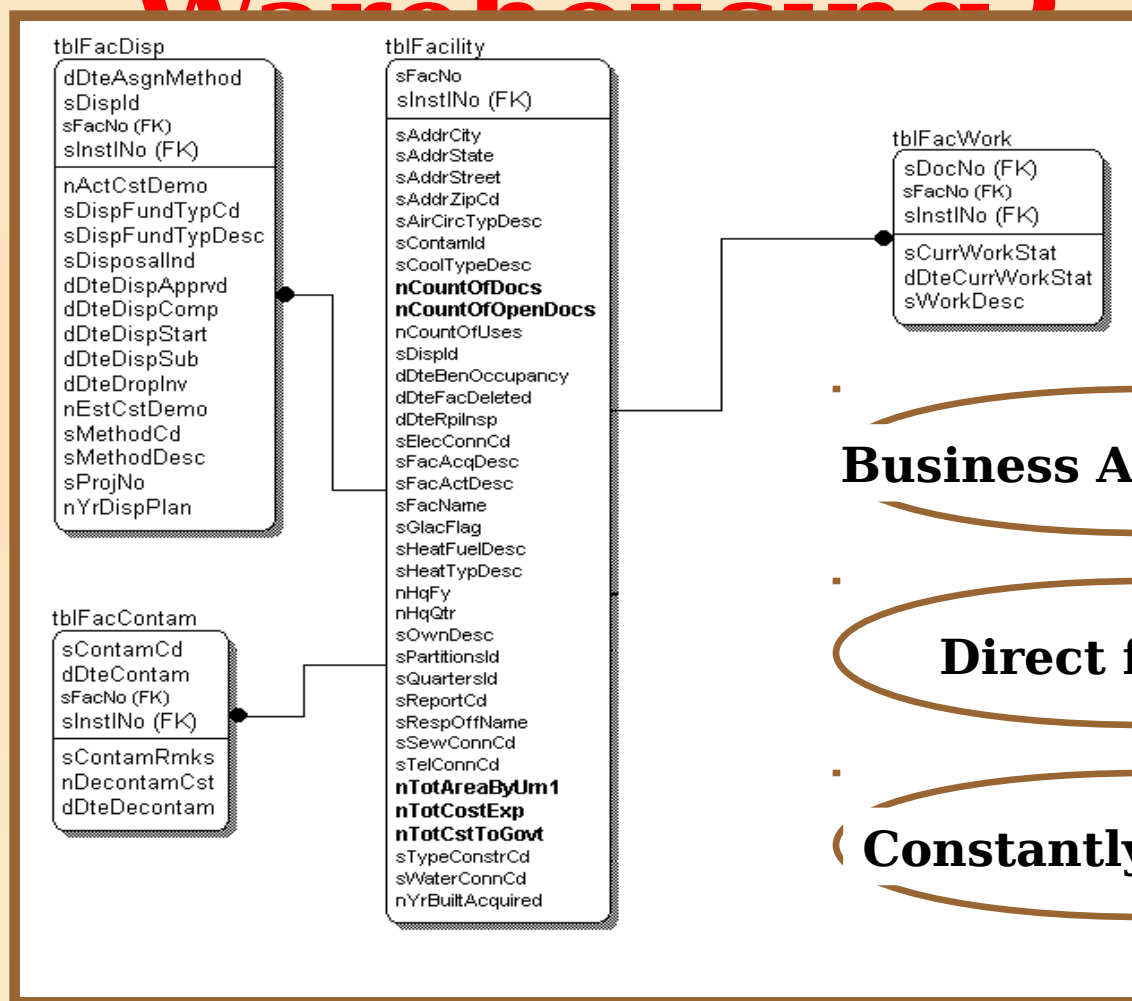 Warehousing?
tblFacDisp
dDteAsgnMethod
sDispId
sFacNo (FK)
sInstlNo (FK)
nActCstDemo
sDispFundTypCd
sDispFundTypDesc
sDisposalInd
dDteDispApprvd
dDteDispComp
dDteDispStart
dDteDispSub
dDteDropInv
nEstCstDemo
sMethodCd
sMethodDesc
sProjNo
nYrDispPlan
tblFacContam
sContamCd
dDteContam
sFacNo (FK)
sInstlNo (FK)
sContamRmks
nDecontamCst
dDteDecontam
tblFacility
sFacNo
sInstlNo (FK)
sAddrCity
sAddrState
sAddrStreet
sAddrZipCd
sAirCircTypDesc
sContamId
sCoolTypeDesc
nCountOfDocs
nCountOfOpenDocs
nCountOfUses
sDispId
dDteBenOccupancy
dDteFacDeleted
dDteRpiInsp
sElecConnCd
sFacAcqDesc
sFacActDesc
sFacName
sGlacFlag
sHeatFuelDesc
sHeatTypDesc
nHqFy
nHqQtr
sOwnDesc
sPartitionsId
sQuartersId
sReportCd
sRespOffName
sSewConnCd
sTelConnCd
nTotAreaByUm1
nTotCostExp
nTotCstToGovt
sTypeConstrCd
sWaterConnCd
nYrBuiltAcquired
tblFacWork
sDocNo (FK)
sFacNo (FK)
sInstlNo (FK)
sCurrWorkStat
dDteCurrWorkStat
sWorkDesc
Business A
Direct f
Constantly